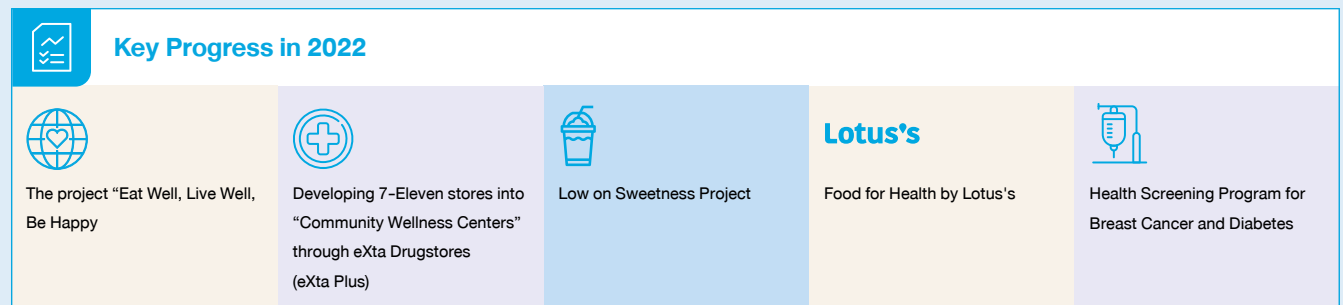 Key Progress in 2022
The project “Eat Well, Live Well,
Be Happy
Developing 7-Eleven stores into
“Community Wellness Centers”
through eXta Drugstores
(eXta Plus)
Low on Sweetness Project
Lotus's
Food for Health by Lotus's
Health Screening Program for
Breast Cancer and Diabetes